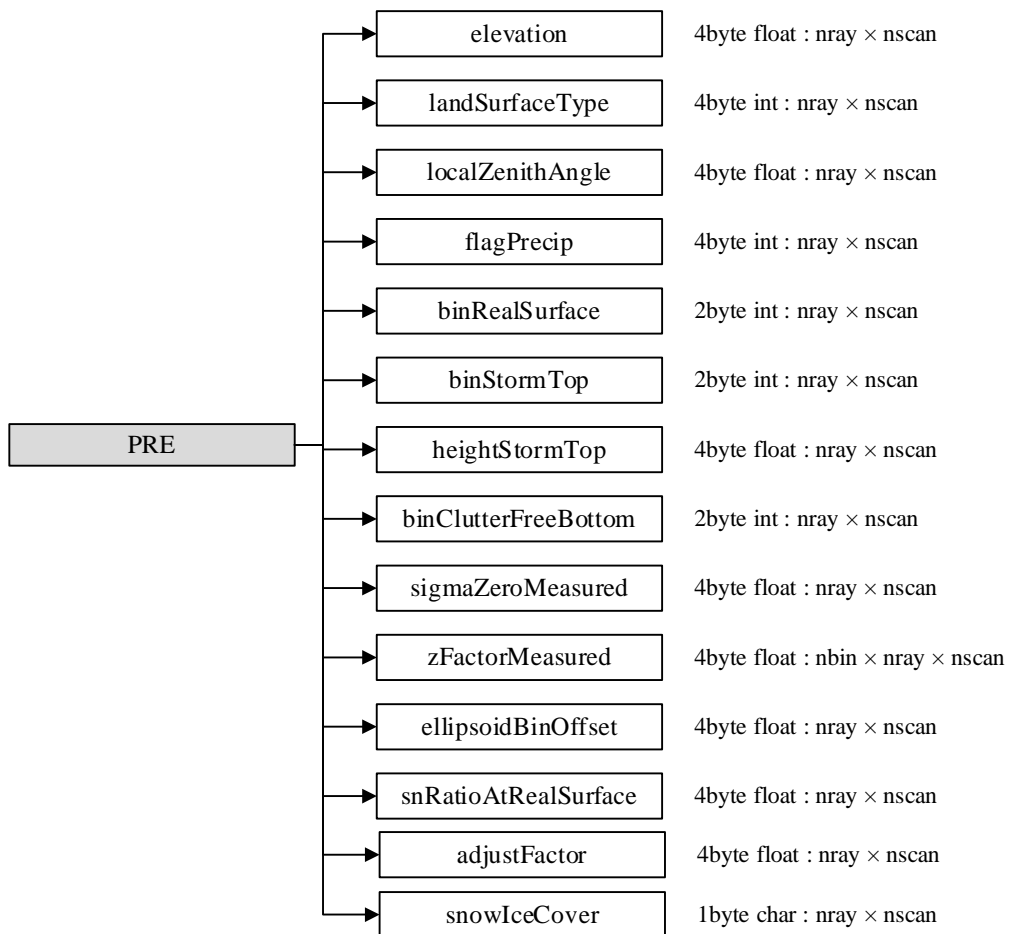 elevation 4byte float : nray × nscan
landSurfaceType 4byte int : nray × nscan
localZenithAngle 4byte float : nray × nscan
flagPrecip 4byte int : nray × nscan
binRealSurface 2byte int : nray × nscan
binStormTop 2byte int : nray × nscan
PRE
heightStormTop 4byte float : nray × nscan
binClutterFreeBottom 2byte int : nray × nscan
sigmaZeroMeasured 4byte float : nray × nscan
zFactorMeasured 4byte float : nbin × nray × nscan
ellipsoidBinOffset 4byte float : nray × nscan
snRatioAtRealSurface 4byte float : nray × nscan
adjustFactor 4byte float : nray × nscan
snowIceCover 1byte char : nray × nscan